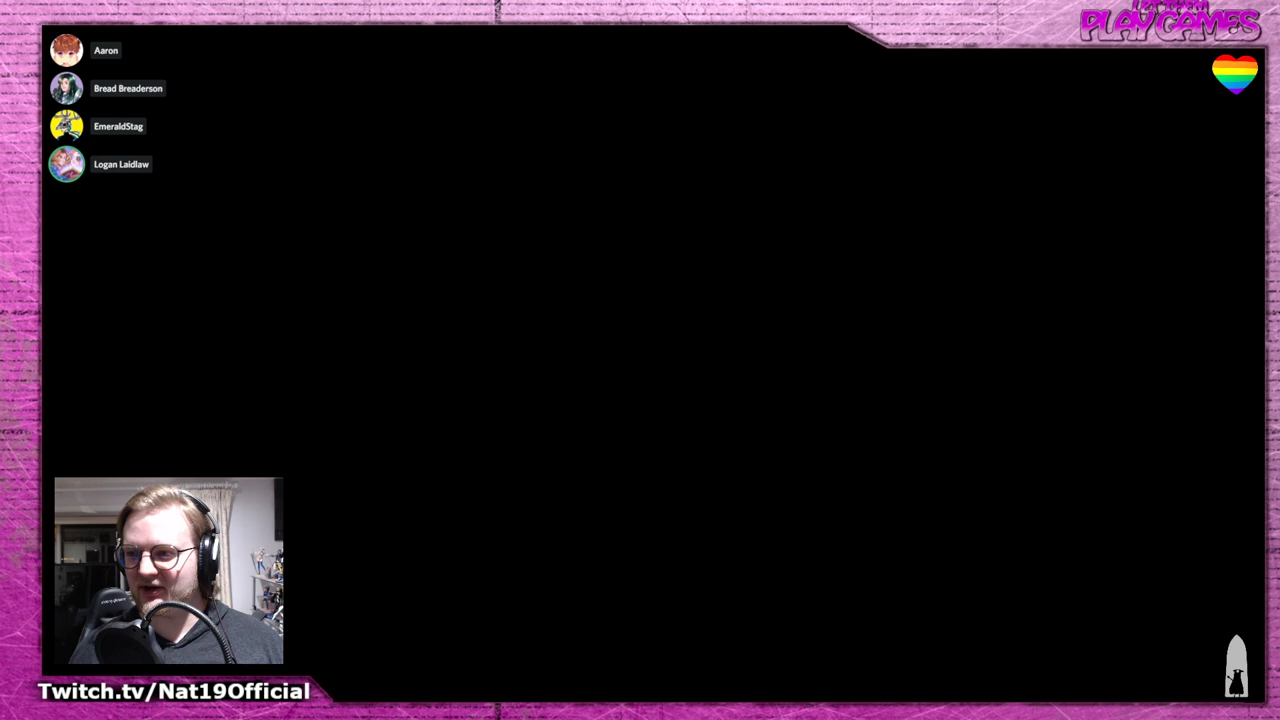 PLAY GAMES
Aaron
Bread Breaderson
EmeraldStag
Logan Laidlaw
Twitch.tv/Nat19Official